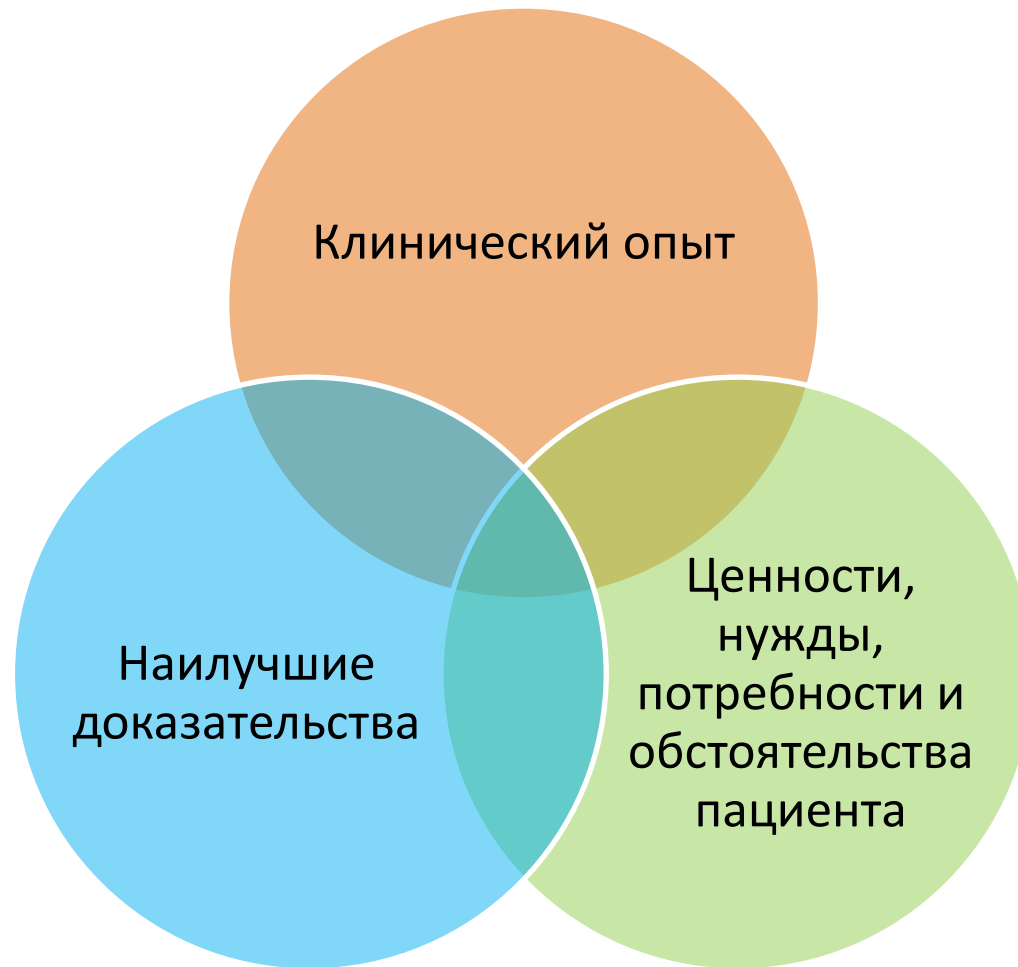 Клинический опыт
Наилучшие
доказательства
Ценности,
нужды,
потребности и
обстоятельства
пациента